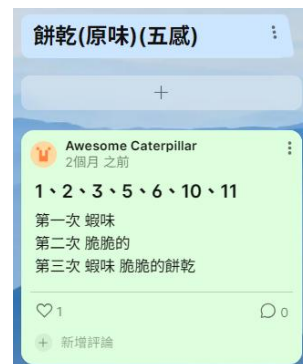 餅乾(原味)(五感)
+
Awesome Caterpillar
2個月 之前
1、2、3、5、6、10、11
第一次 蝦味
第二次 脆脆的
第三次 蝦味 脆脆的餅乾
1
0
新增評論